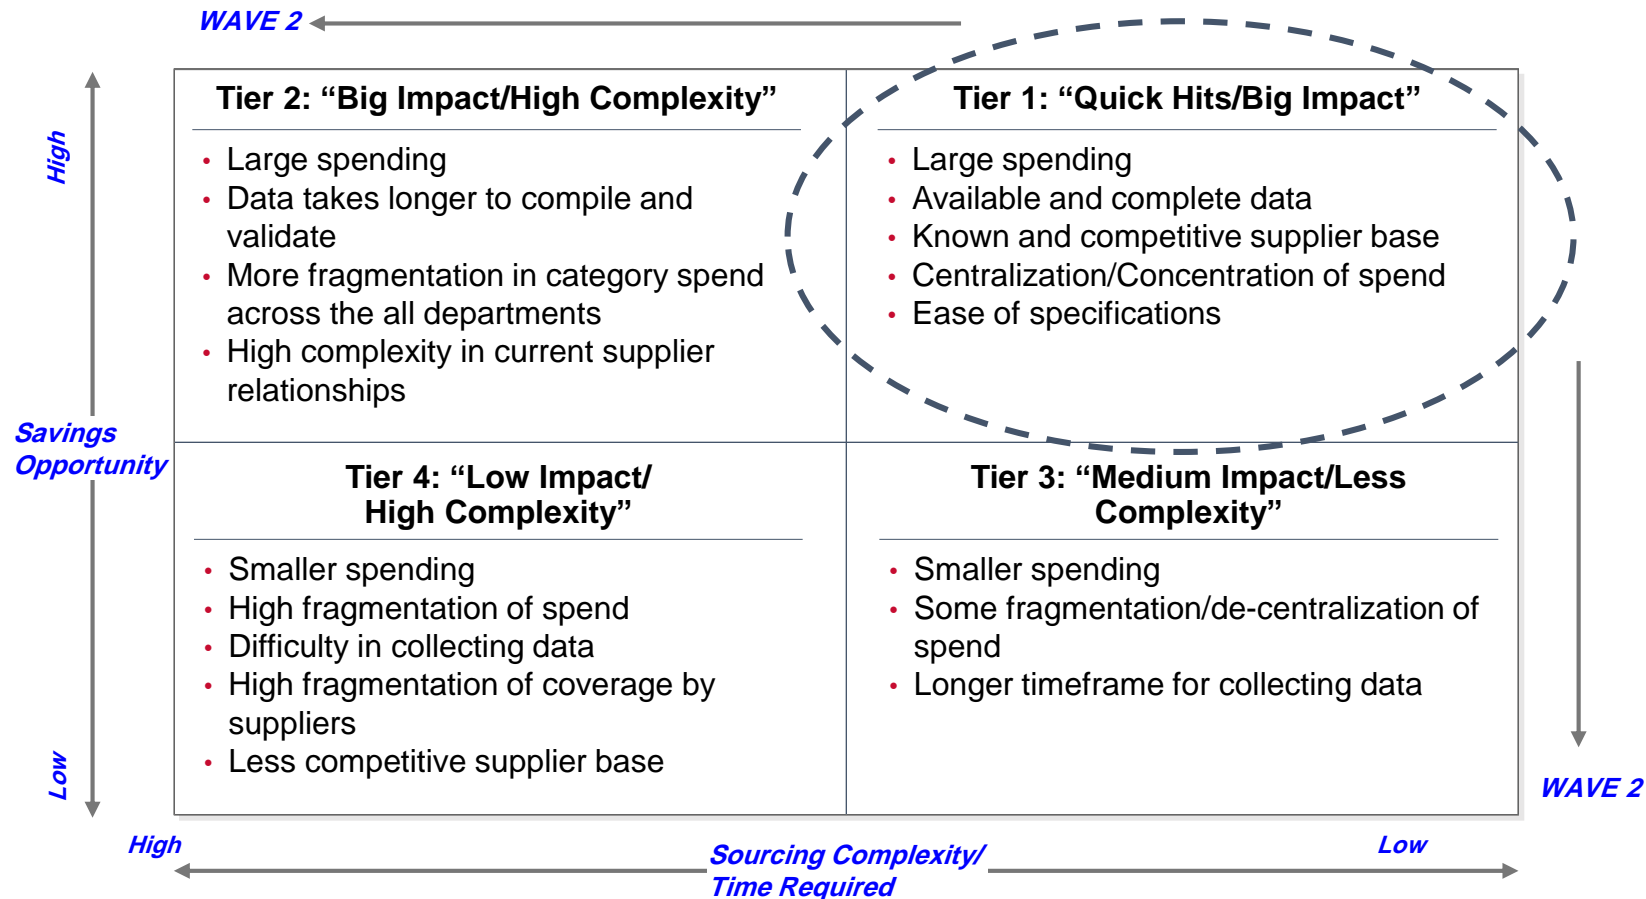 WAVE 2
High
Tier 2: “Big Impact/High Complexity”
• Large spending
• Data takes longer to compile and
validate
• More fragmentation in category spend
across the all departments
• High complexity in current supplier
relationships
Tier 1: “Quick Hits/Big Impact”
• Large spending
• Available and complete data
• Known and competitive supplier base
• Centralization/Concentration of spend
• Ease of specifications
Savings
Opportunity
Tier 4: “Low Impact/
High Complexity”
• Smaller spending
• High fragmentation of spend
• Difficulty in collecting data
• High fragmentation of coverage by
suppliers
• Less competitive supplier base
Tier 3: “Medium Impact/Less
Complexity”
• Smaller spending
• Some fragmentation/de-centralization of
spend
• Longer timeframe for collecting data
Low
WAVE 2
High
Sourcing Complexity/
Time Required
Low